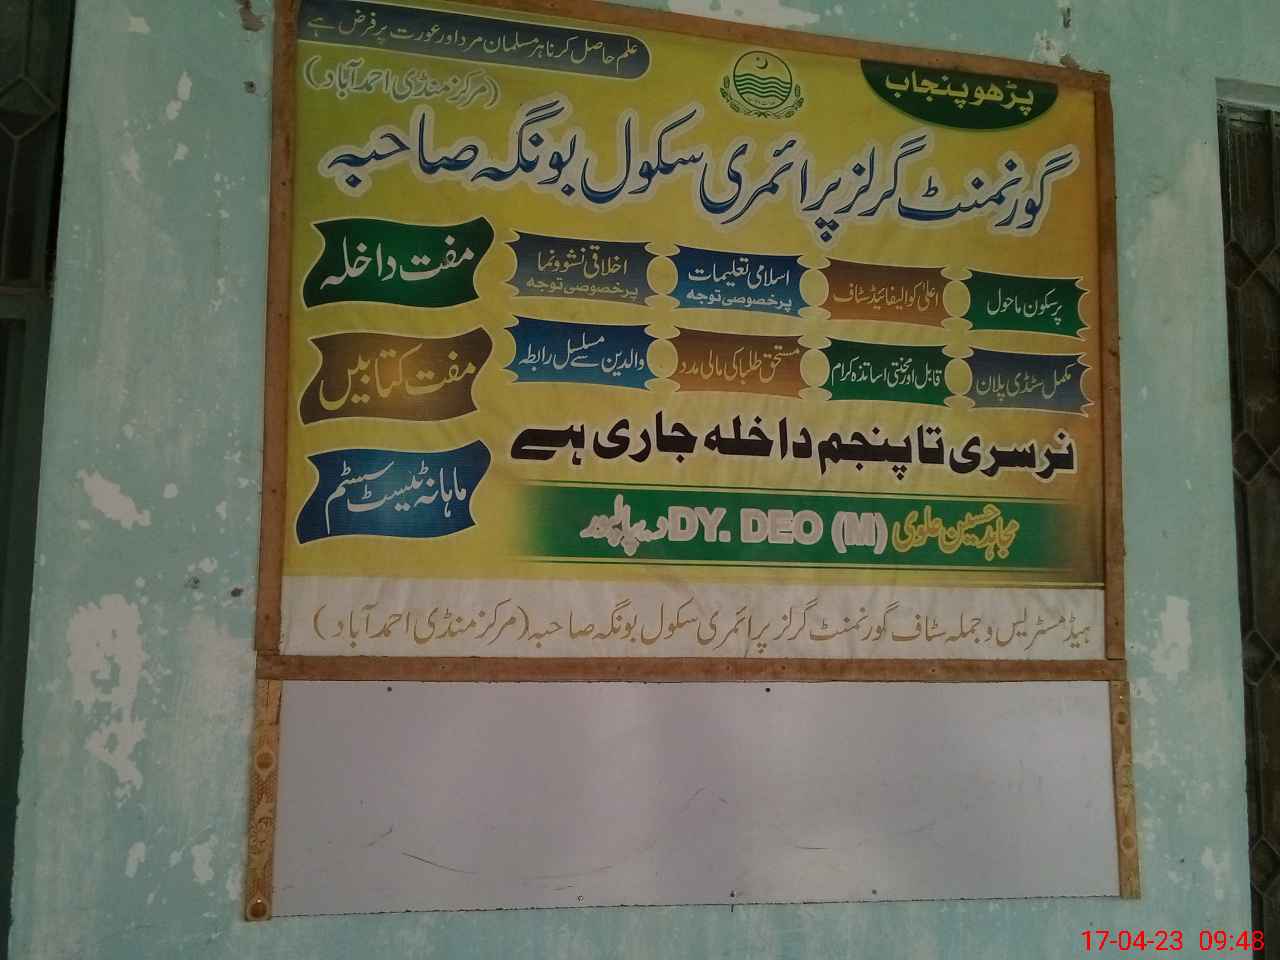 علم حاصل کرنا ہر مسلمان مرد اور عورت پر فرض ہے
پڑھو پنجاب
(مرکز منڈی احمد آباد)
گورنمنٹ گرلز پرائمری سکول بونگہ صاحبہ
پرسکون ماحول
اعلیٰ کوالیفائیڈ سٹاف
اسلامی تعلیمات
پر خصوصی توجہ
اخلاقی نشوونما
پر خصوصی توجہ
مفت داخلہ
مکمل سٹڈی پلان
قابل اور محنتی اساتذہ کرام
مستحق طلبا کی مالی مدد
والدین سے مسلسل رابطہ
مفت کتابیں
نرسری تا پنجم داخلہ جاری ہے
ماہانہ ٹیسٹ سسٹم
مجاہد حسین علوی DY. DEO (M) دیپالپور
ہیڈ مسٹریس و جملہ سٹاف گورنمنٹ گرلز پرائمری سکول بونگہ صاحبہ (مرکز منڈی احمد آباد)
17-04-23 09:48